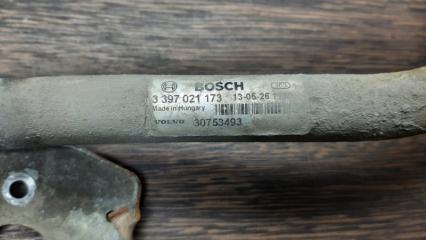 BOSCH
3 397 021 173 13-05-26
Made in Hungary
VOLVO 30753493